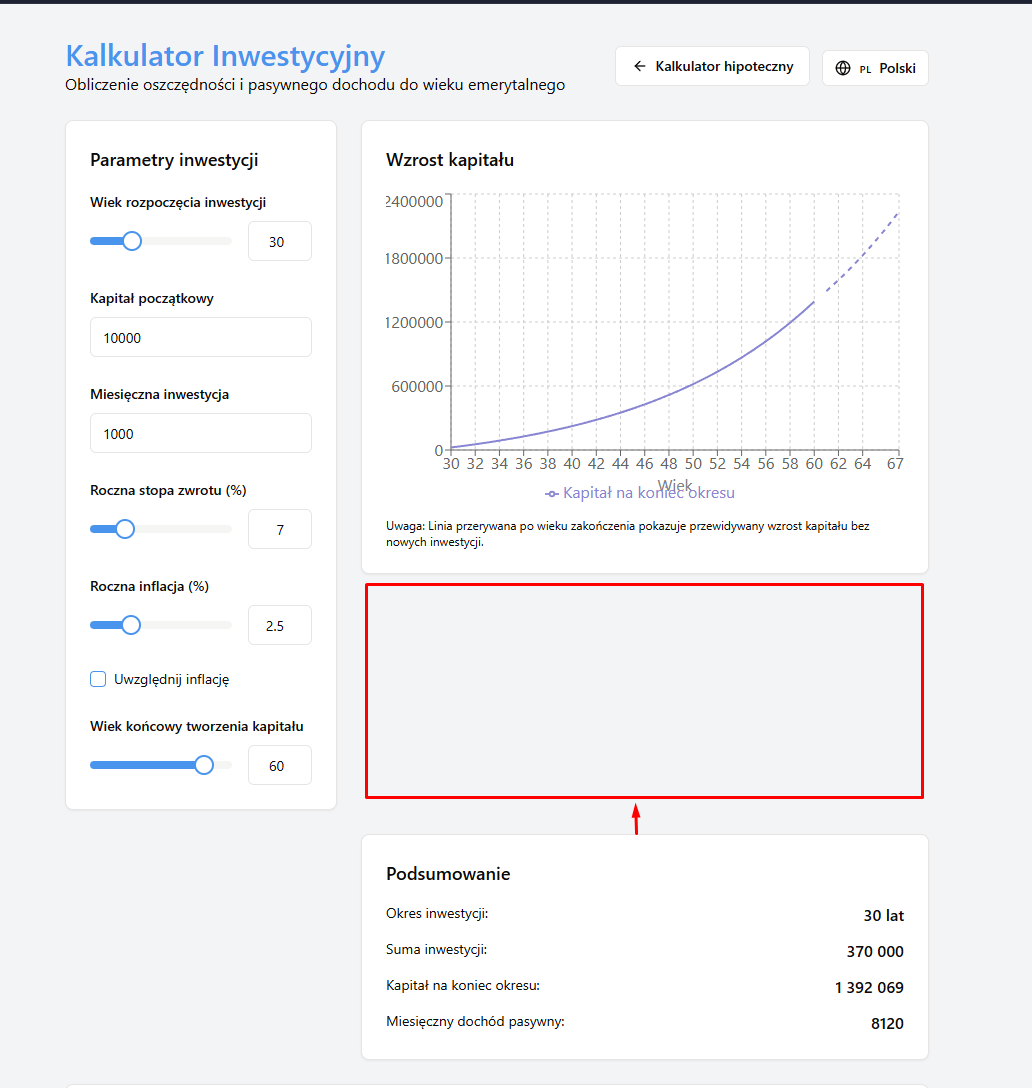 Kalkulator Inwestycyjny
Obliczenie oszczędności i pasywnego dochodu do wieku emerytalnego
Kalkulator hipoteczny
PL Polski
Parametry inwestycji
Wiek rozpoczęcia inwestycji
30
Kapitał początkowy
10000
Miesięczna inwestycja
1000
Roczna stopa zwrotu (%)
7
Roczna inflacja (%)
2.5
Uwzględnij inflację
Wiek końcowy tworzenia kapitału
60
Wzrost kapitału
2400000
1800000
1200000
600000
0
30 32 34 36 38 40 42 44 46 48 50 52 54 56 58 60 62 64 67
Wiek
Kapitał na koniec okresu
Uwaga: Linia przerywana po wieku zakończenia pokazuje przewidywany wzrost kapitału bez
nowych inwestycji.
Podsumowanie
Okres inwestycji: 30 lat
Suma inwestycji: 370 000
Kapitał na koniec okresu: 1 392 069
Miesięczny dochód pasywny: 8120